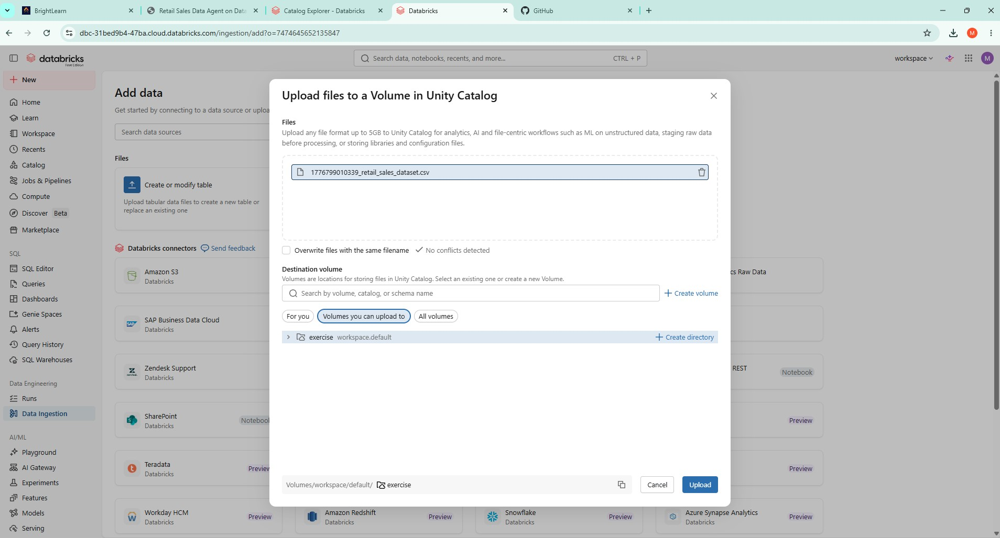 BrightLearn
Retail Sales Data Agent on Data
Catalog Explorer - Databricks
Databricks
GitHub
dbc-31bed9b4-47ba.cloud.databricks.com/ingestion/add?o=7474645652135847
M
databricks
Free Edition
Search data, notebooks, recents, and more...
CTRL + P
workspace
M
New
Home
Learn
Workspace
Recents
Catalog
Jobs & Pipelines
Compute
Discover Beta
Marketplace
SQL
SQL Editor
Queries
Dashboards
Genie Spaces
Alerts
Query History
SQL Warehouses
Data Engineering
Runs
Data Ingestion
AI/ML
Playground
AI Gateway
Experiments
Features
Models
Serving
Add data
Get started by connecting to a data source or uploa
Search data sources
Files
Create or modify table
Upload tabular data files to create a new table or
replace an existing one
Databricks connectors
Send feedback
Amazon S3
Databricks
cs Raw Data
SAP
SAP Business Data Cloud
Databricks
zendesk
Zendesk Support
Databricks
REST
Notebook
SharePoint
Databricks
Notebook
Preview
Teradata
Databricks
Preview
Preview
Workday HCM
Databricks
Preview
Amazon Redshift
Databricks
Preview
Snowflake
Databricks
Preview
Azure Synapse Analytics
Databricks
Preview
Upload files to a Volume in Unity Catalog
Files
Upload any file format up to 5GB to Unity Catalog for analytics, AI and file-centric workflows such as ML on unstructured data, staging raw data
before processing, or storing libraries and configuration files.
1776799010339_retail_sales_dataset.csv
Overwrite files with the same filename
No conflicts detected
Destination volume
Volumes are locations for storing files in Unity Catalog. Select an existing one or create a new Volume.
Search by volume, catalog, or schema name
Create volume
For you
Volumes you can upload to
All volumes
exercise workspace.default
Create directory
Volumes/workspace/default/ exercise
Cancel
Upload